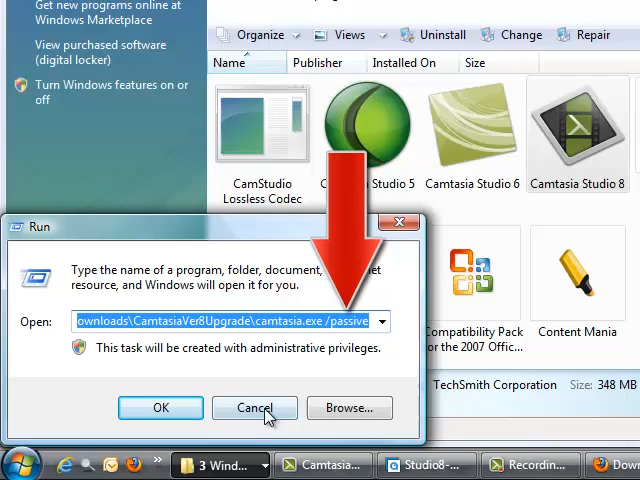 Get new programs online at
Windows Marketplace
View purchased software
(digital locker)
Turn Windows features on or
off
Organize Views Uninstall Change Repair
Name Publisher Installed On Size
CamStudio
Lossless Codec
Studio 5
Camtasia Studio 6
Camtasia Studio 8
Compatibility Pack
for the 2007 Offic...
Content Mania
TechSmith Corporation Size: 348 MB
Run
Type the name of a program, folder, document,
resource, and Windows will open it for you.
Open: ownloads\CamtasiaVer8Upgrade\camtasia.exe /passive
This task will be created with administrative privileges.
OK Cancel Browse...
» 3 Wind... Camtasia... Studio8-... Recordin... Down